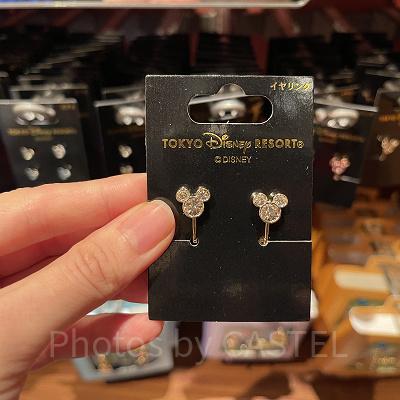 イヤリング
TOKYO Disney RESORT®
© DISNEY
Photos by CASTEL